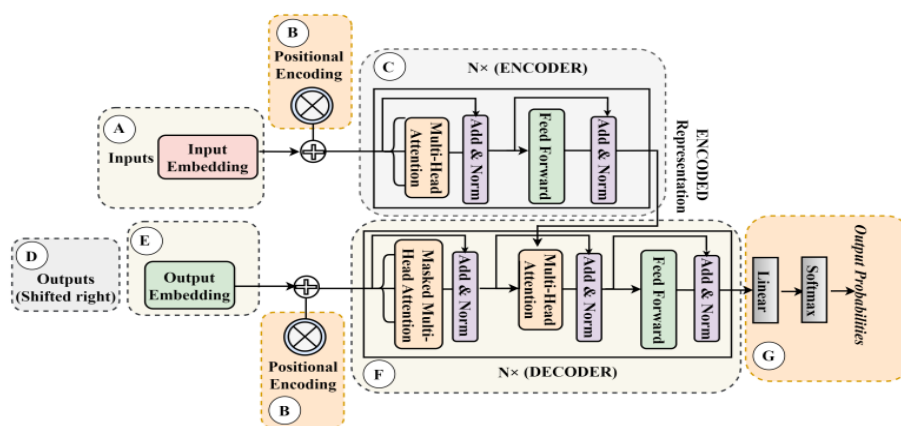 A
Inputs
Input
Embedding
B
Positional
Encoding
C
N× (ENCODER)
Multi-Head
Attention
Add & Norm
Feed Forward
Add & Norm
ENCODED
Representation
D
Outputs
(Shifted right)
E
Output
Embedding
Positional
Encoding
B
F
N× (DECODER)
Masked Multi-
Head Attention
Add & Norm
Multi-Head
Attention
Add & Norm
Feed Forward
Add & Norm
Linear
Softmax
Output Probabilities
G